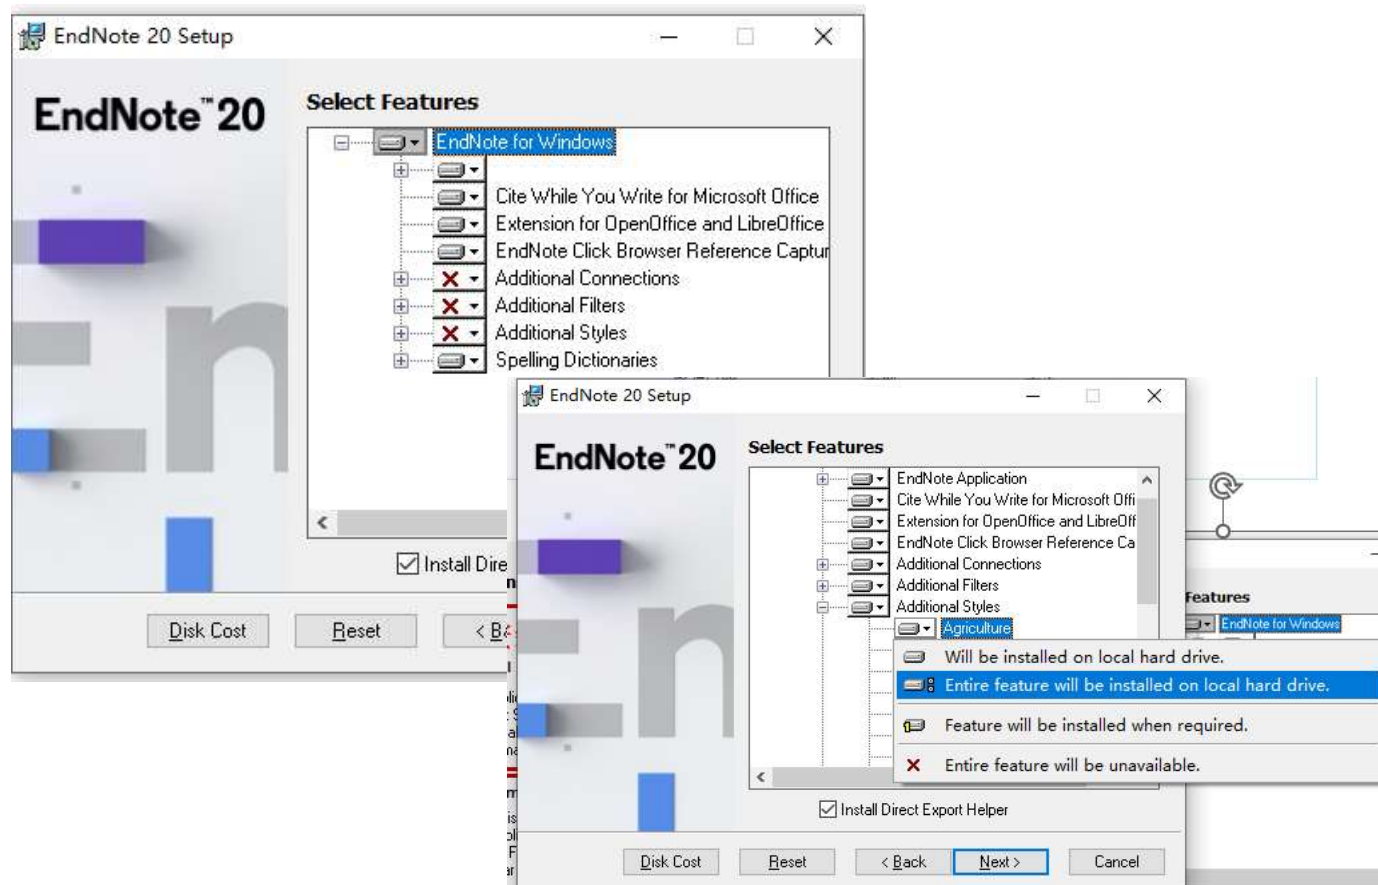 EndNote 20 Setup
EndNote™20
Select Features
EndNote for Windows
Cite While You Write for Microsoft Office
Extension for OpenOffice and LibreOffice
EndNote Click Browser Reference Captur
Additional Connections
Additional Filters
Additional Styles
Spelling Dictionaries
Install Dire
Disk Cost
Reset
< Ba
EndNote 20 Setup
EndNote™20
Select Features
EndNote Application
Cite While You Write for Microsoft Offi
Extension for OpenOffice and LibreOff
EndNote Click Browser Reference Ca
Additional Connections
Additional Filters
Additional Styles
Agriculture
Will be installed on local hard drive.
Entire feature will be installed on local hard drive.
Feature will be installed when required.
Entire feature will be unavailable.
Install Direct Export Helper
Disk Cost
Reset
< Back
Next >
Cancel
Features
EndNote for Windows